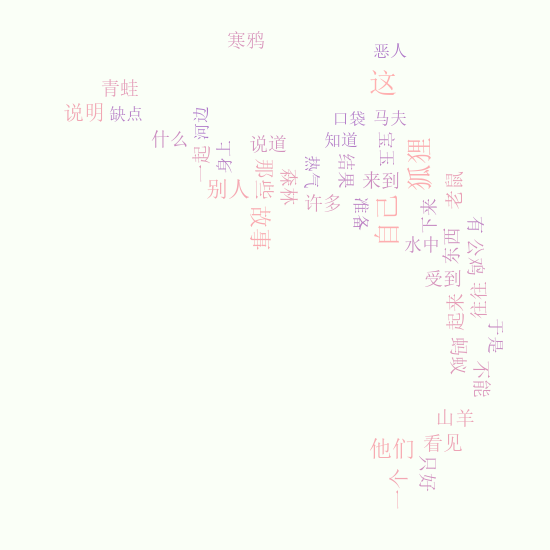 寒鸦
恶人
这
青蛙
说明
缺点
口袋
马夫
河边
什么
说道
知道
宝玉
一起
身上
热气
结果
狐狸
那些
森林
来到
老鼠
别人
许多
准备
自己
下来
故事
水中
东西
有
公鸡
受到
往往
起来
于是
蚂蚁
不能
山羊
他们
看见
只好
一个